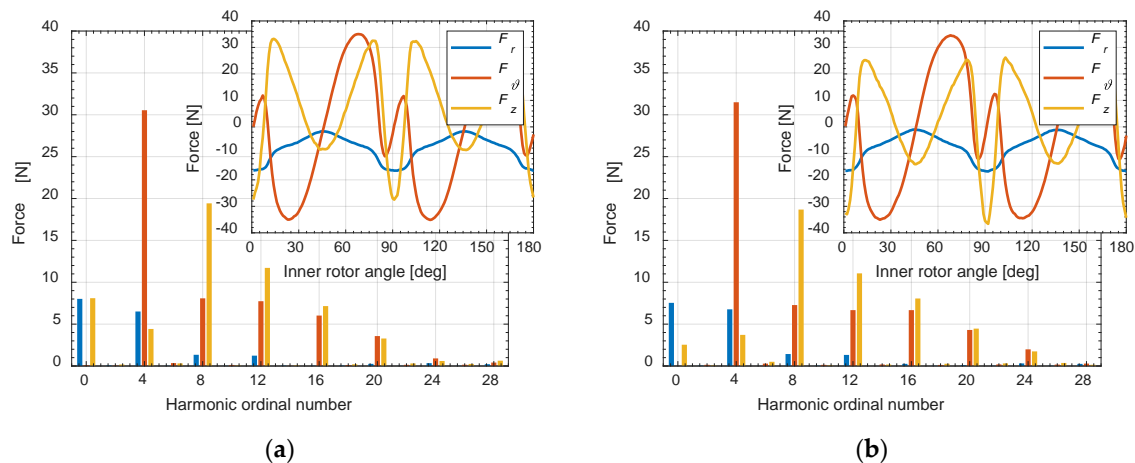 40
35
30
25
20
15
10
5
0
Force [N]
0 4 8 12 16 20 24 28
Harmonic ordinal number
40
30
20
10
0
-10
-20
-30
-40
Force [N]
0 30 60 90 120 150 180
Inner rotor angle [deg]
F r
F ϑ
F z
(a)
40
35
30
25
20
15
10
5
0
Force [N]
0 4 8 12 16 20 24 28
Harmonic ordinal number
40
30
20
10
0
-10
-20
-30
-40
Force [N]
0 30 60 90 120 150 180
Inner rotor angle [deg]
F r
F ϑ
F z
(b)